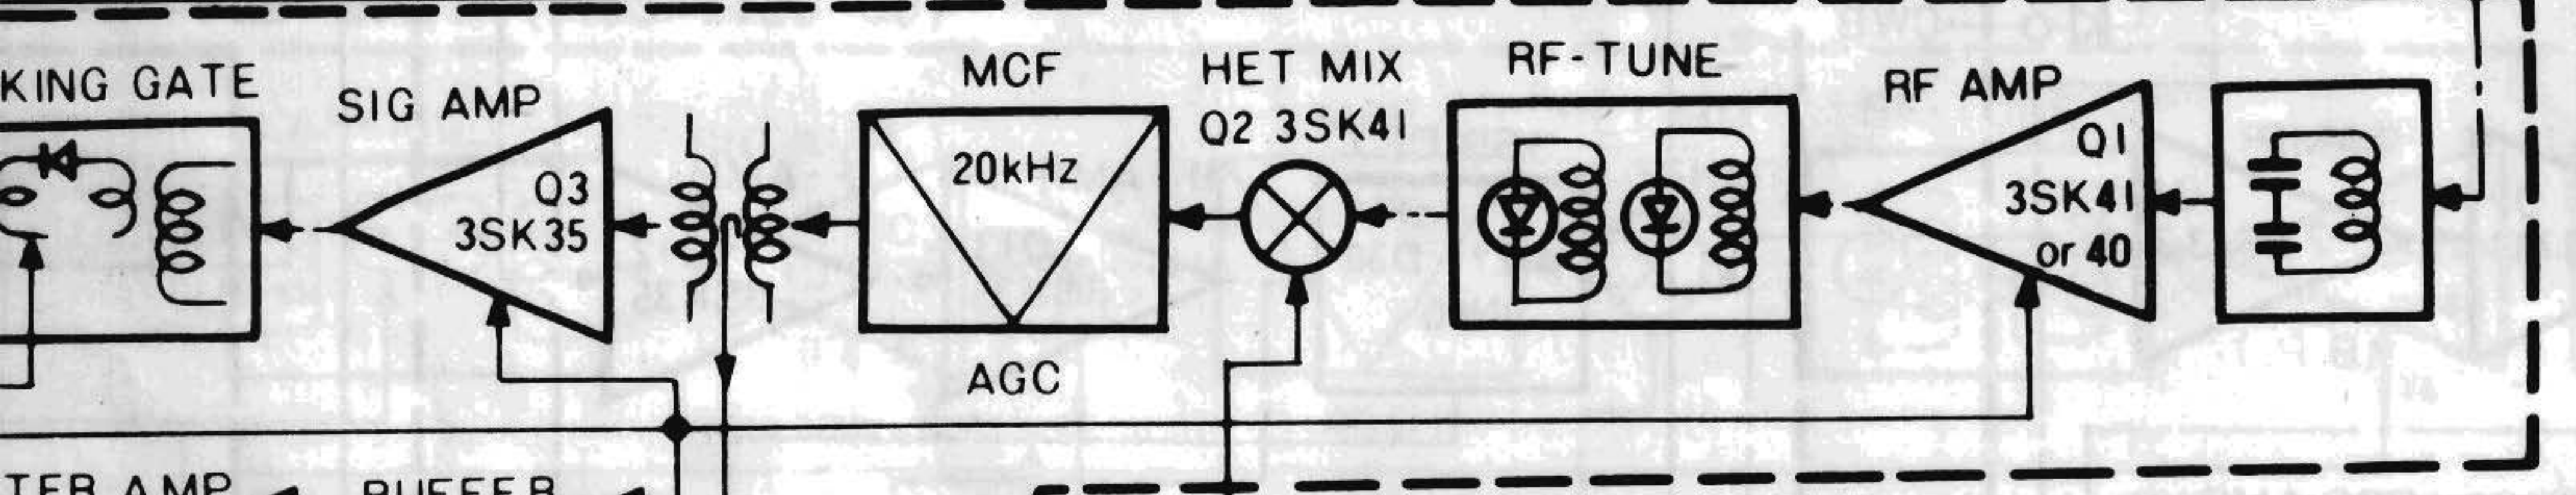 KING GATE
SIG AMP
Q3
3SK35
MCF
20kHz
AGC
HET MIX
Q2 3SK41
RF-TUNE
RF AMP
Q1
3SK41
or 40
TER AMP
BUFFER